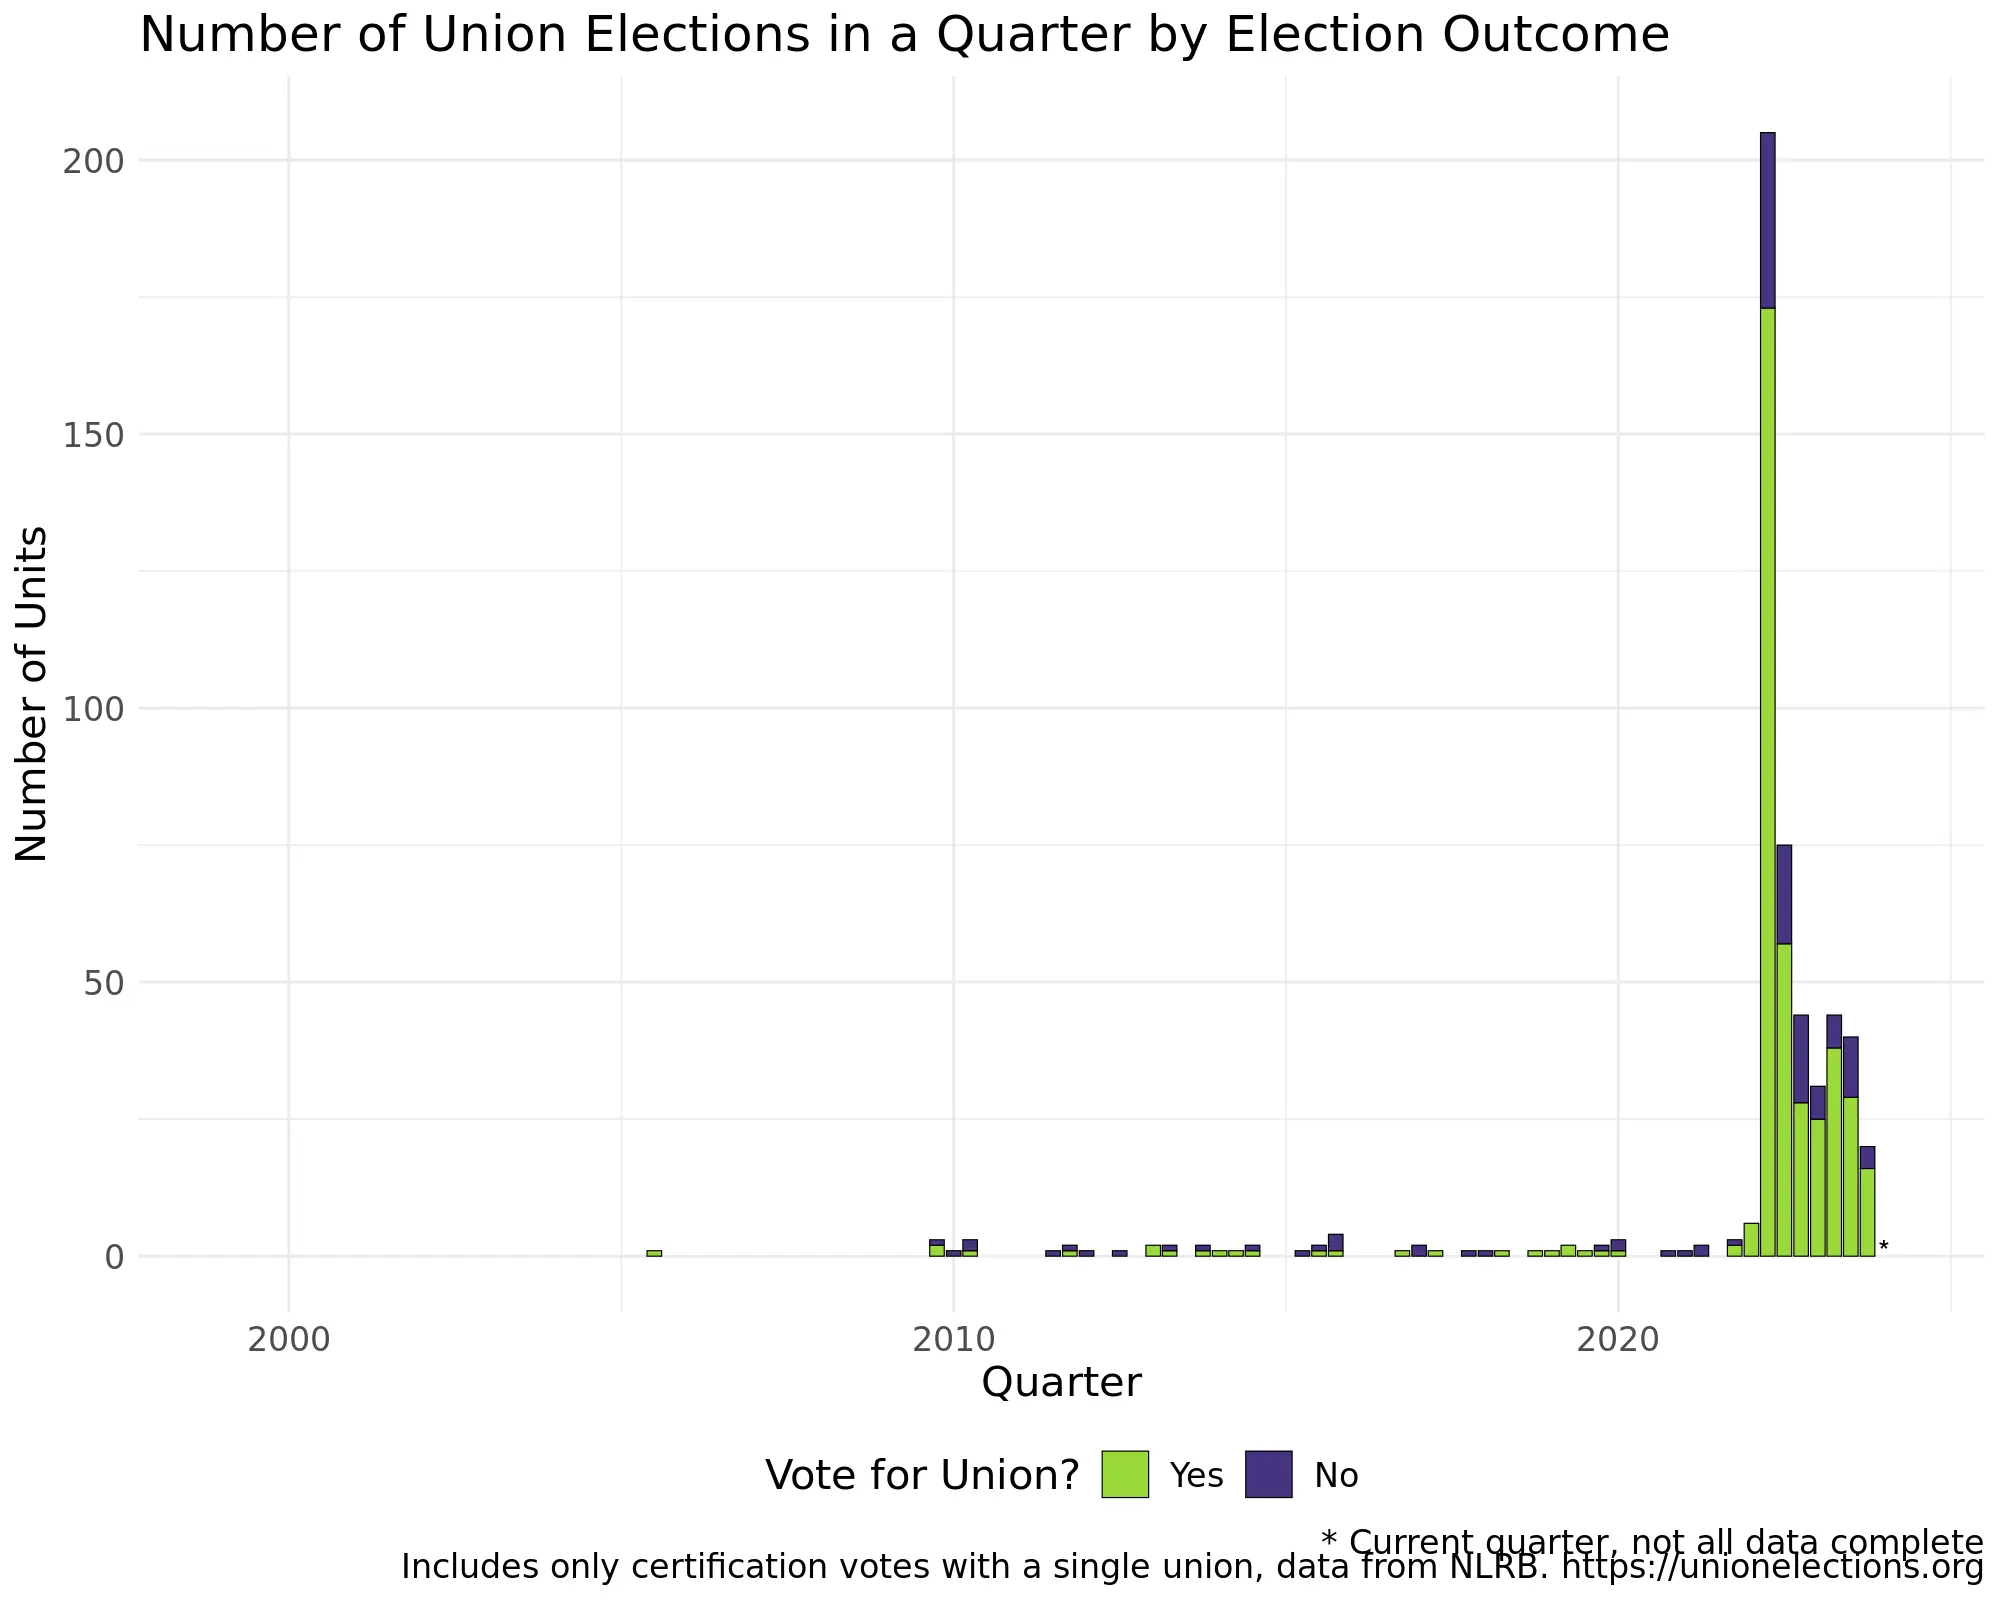 Number of Union Elections in a Quarter by Election Outcome
Number of Units
200
150
100
50
0
*
2000
2010
2020
Quarter
Vote for Union?
Yes
No
* Current quarter, not all data complete
Includes only certification votes with a single union, data from NLRB. https://unionelections.org